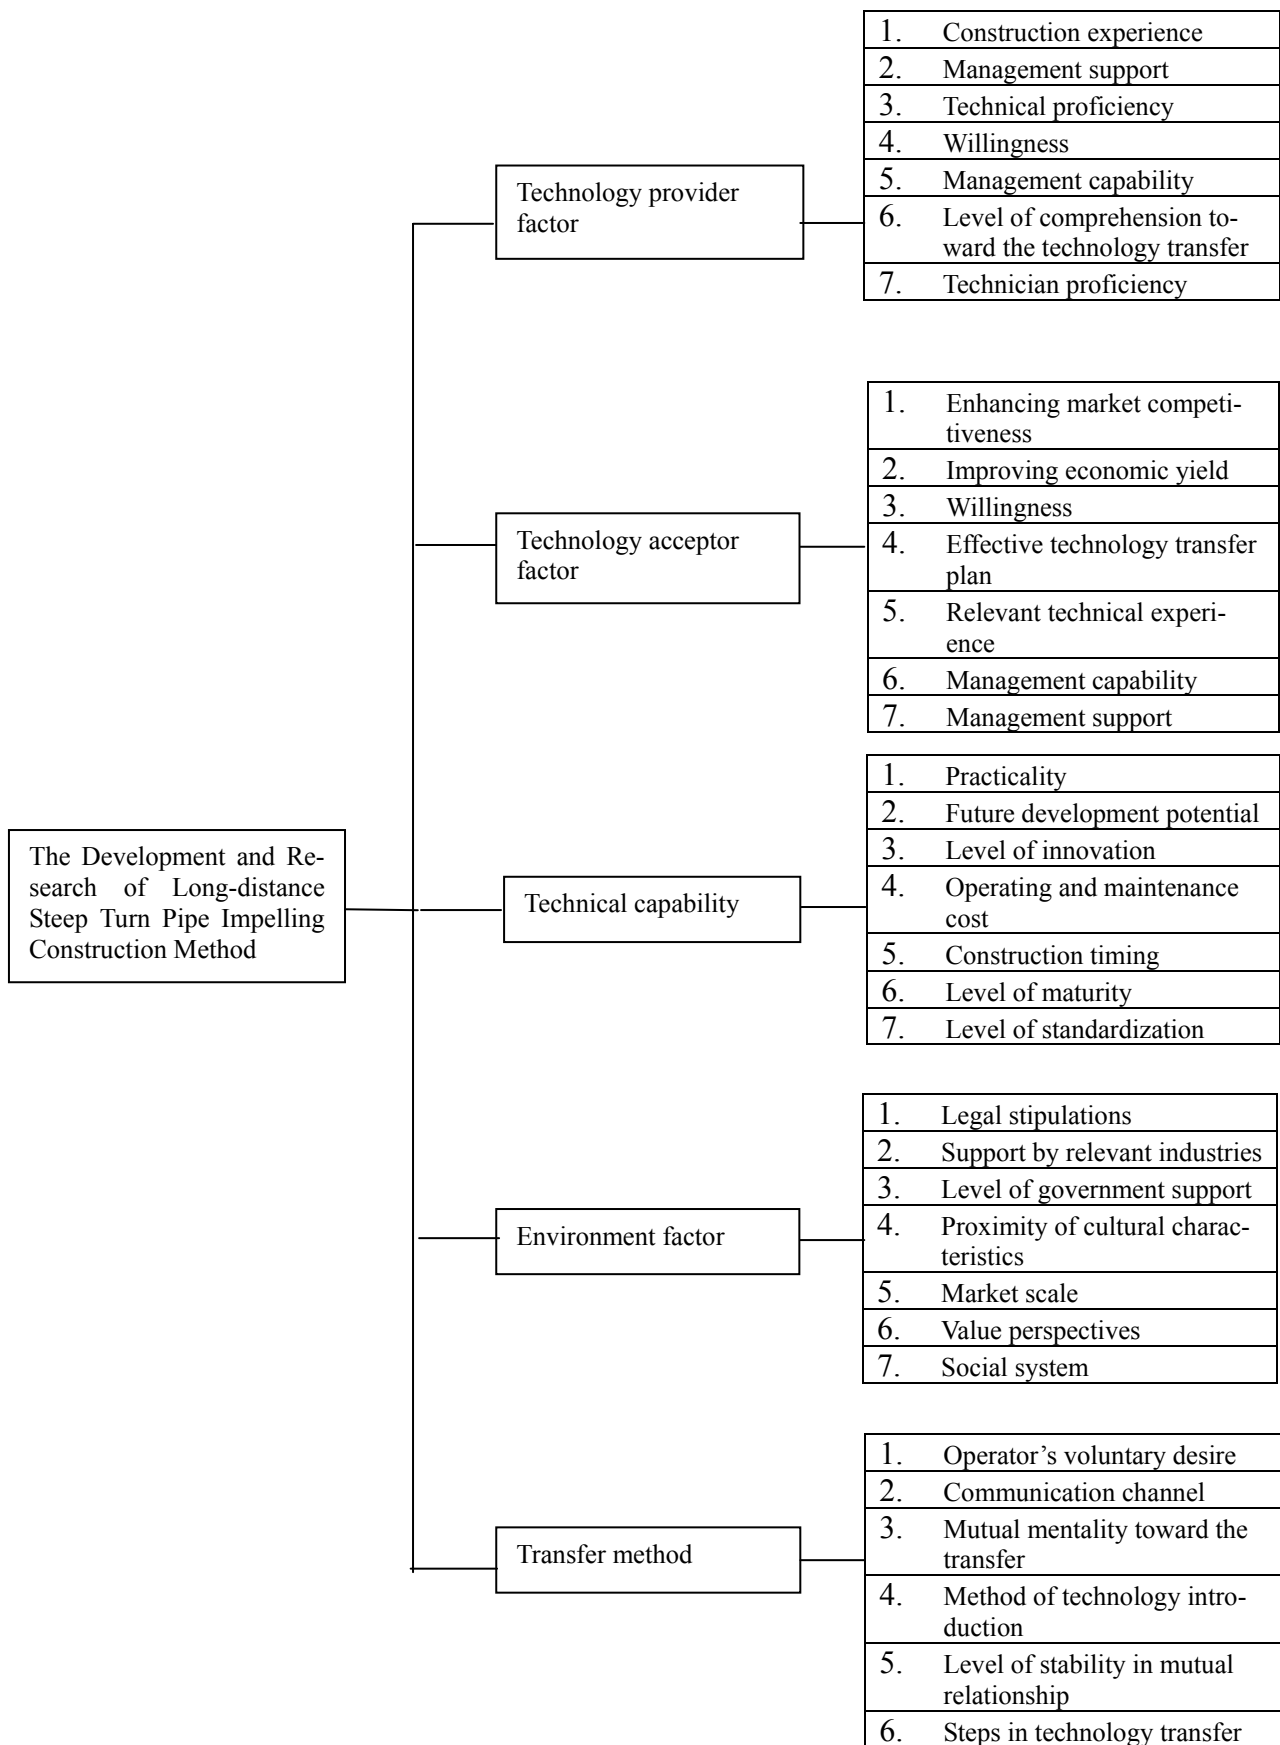 The Development and Re-
search of Long-distance
Steep Turn Pipe Impelling
Construction Method
Technology provider
factor
1. Construction experience
2. Management support
3. Technical proficiency
4. Willingness
5. Management capability
6. Level of comprehension to-
ward the technology transfer
7. Technician proficiency
Technology acceptor
factor
1. Enhancing market competi-
tiveness
2. Improving economic yield
3. Willingness
4. Effective technology transfer
plan
5. Relevant technical experi-
ence
6. Management capability
7. Management support
Technical capability
1. Practicality
2. Future development potential
3. Level of innovation
4. Operating and maintenance
cost
5. Construction timing
6. Level of maturity
7. Level of standardization
Environment factor
1. Legal stipulations
2. Support by relevant industries
3. Level of government support
4. Proximity of cultural charac-
teristics
5. Market scale
6. Value perspectives
7. Social system
Transfer method
1. Operator’s voluntary desire
2. Communication channel
3. Mutual mentality toward the
transfer
4. Method of technology intro-
duction
5. Level of stability in mutual
relationship
6. Steps in technology transfer